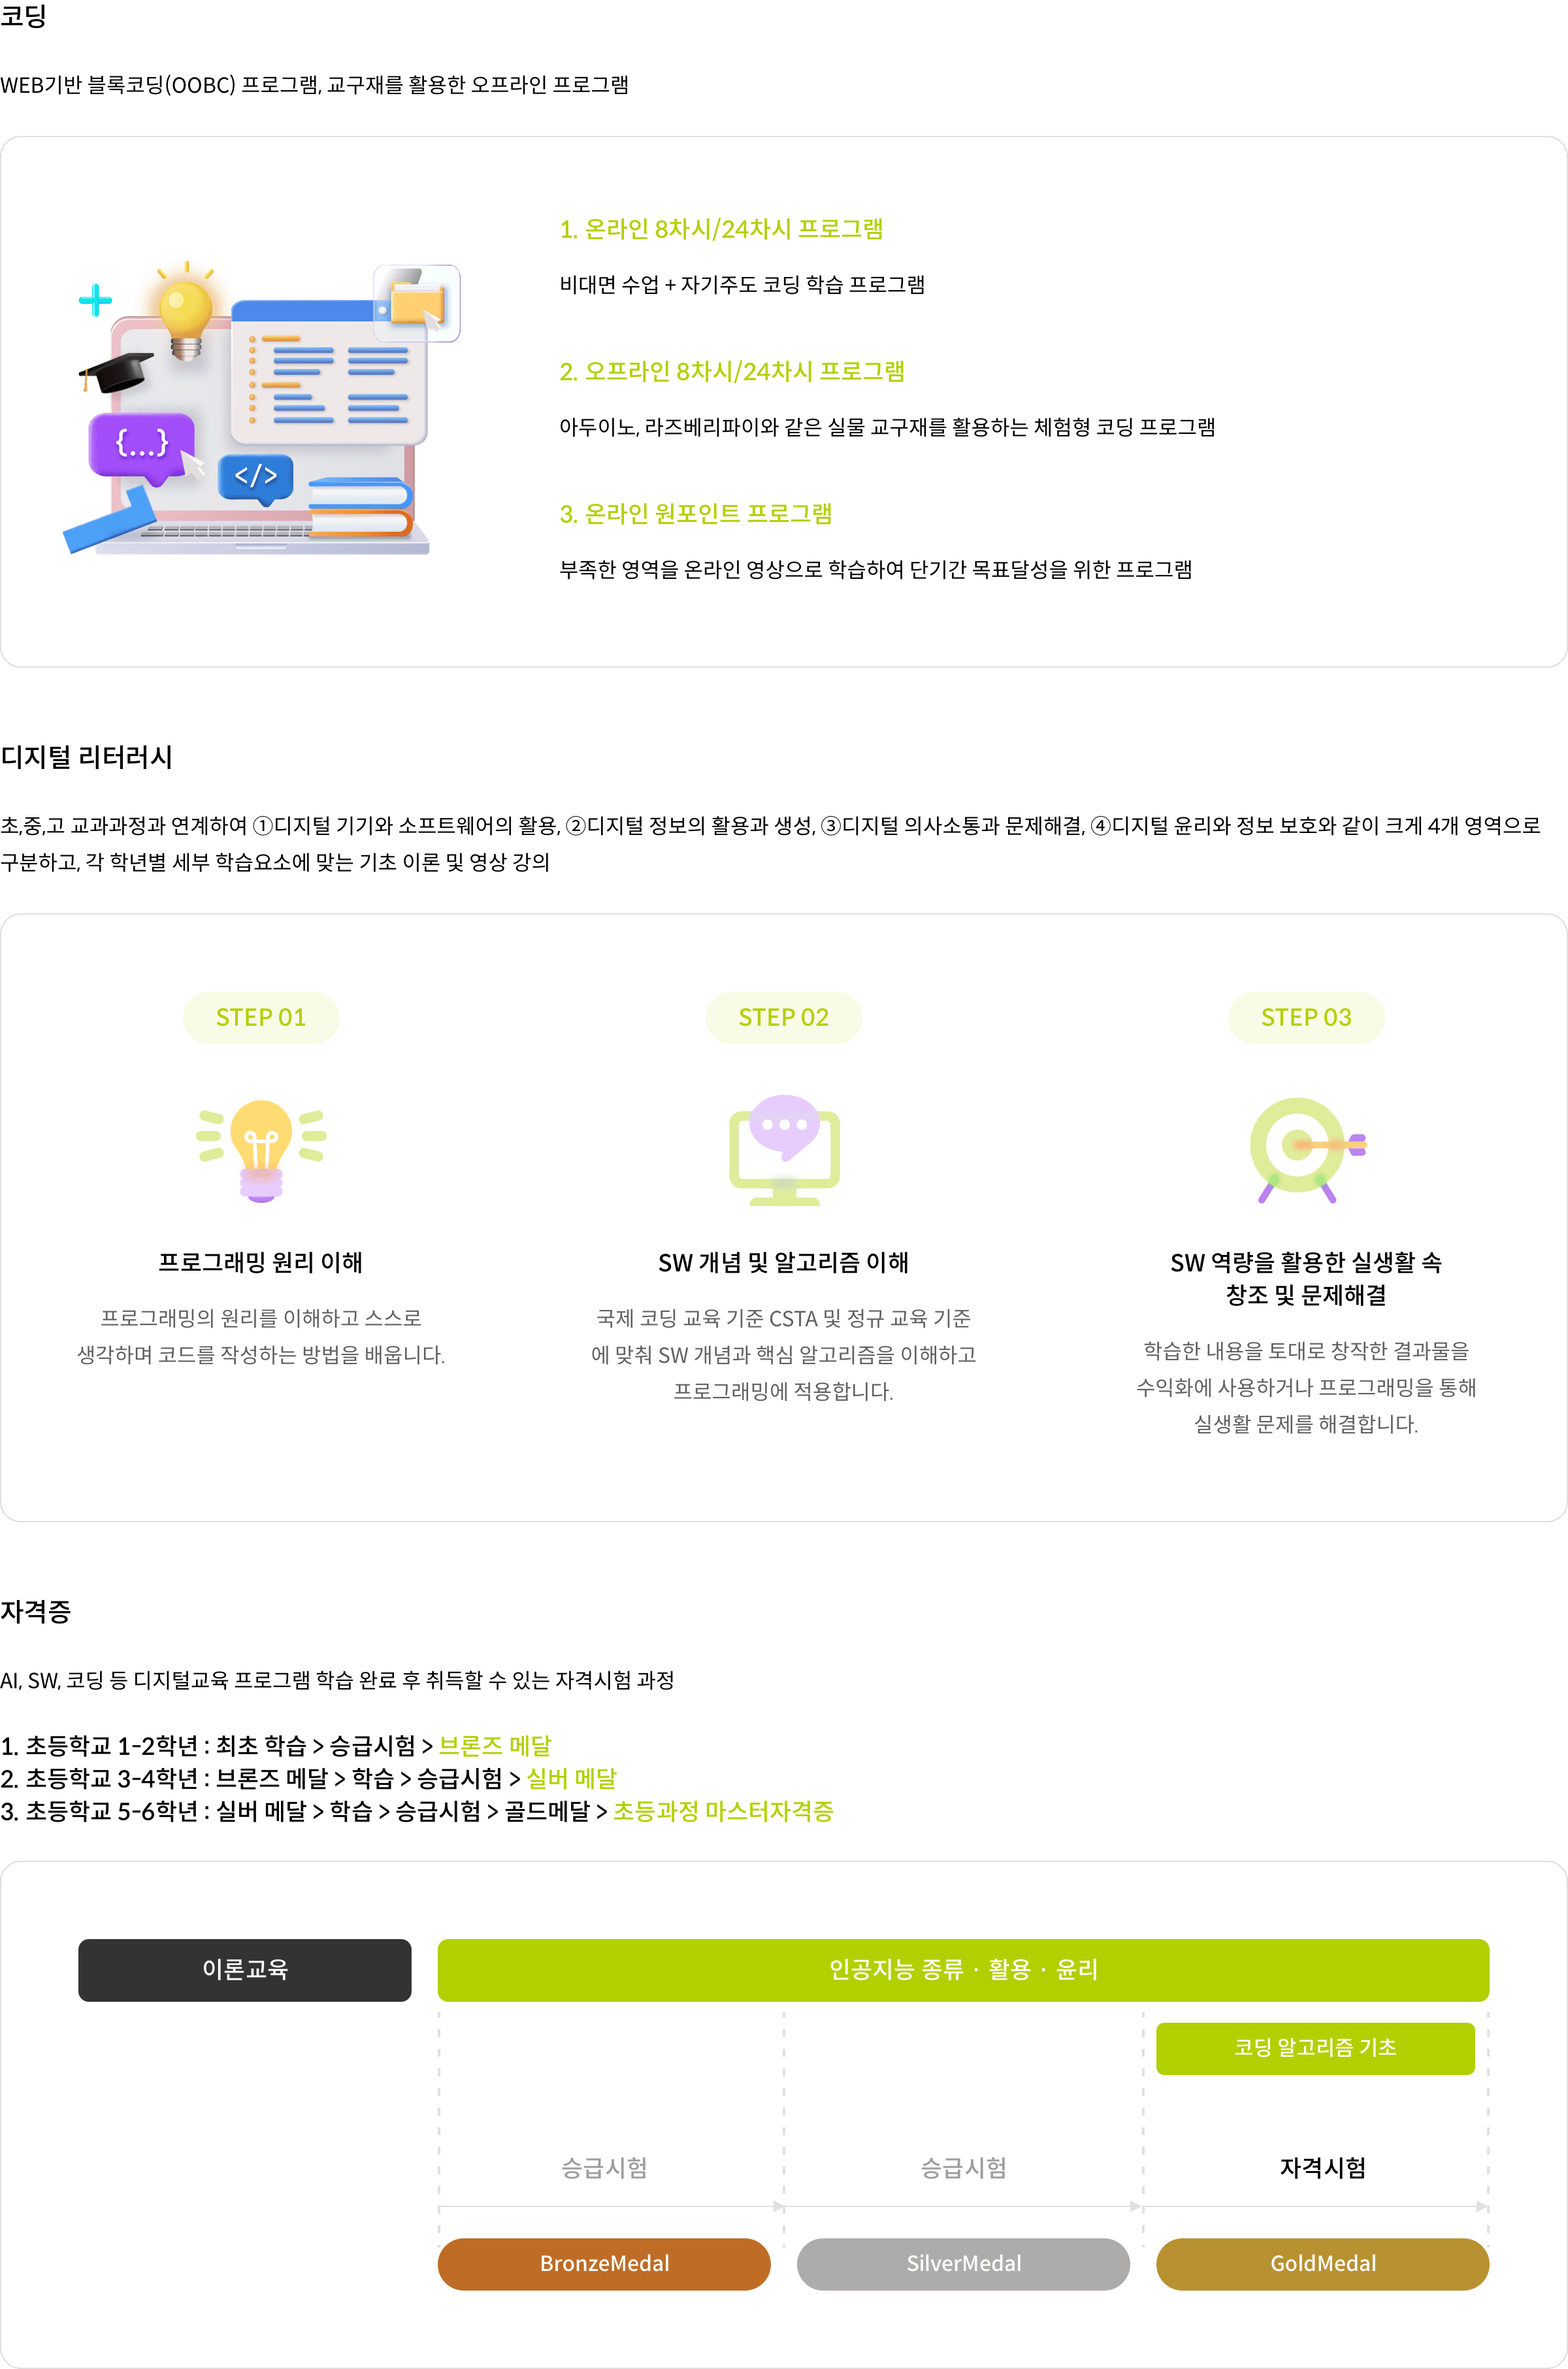 코딩
WEB기반 블록코딩(OOBC) 프로그램, 교구재를 활용한 오프라인 프로그램
1. 온라인 8차시/24차시 프로그램
비대면 수업 + 자기주도 코딩 학습 프로그램
2. 오프라인 8차시/24차시 프로그램
아두이노, 라즈베리파이와 같은 실물 교구재를 활용하는 체험형 코딩 프로그램
{...}
</>
3. 온라인 원포인트 프로그램
부족한 영역을 온라인 영상으로 학습하여 단기간 목표달성을 위한 프로그램
디지털 리터러시
초,중,고 교과과정과 연계하여 ①디지털 기기와 소프트웨어의 활용, ②디지털 정보의 활용과 생성, ③디지털 의사소통과 문제해결, ④디지털 윤리와 정보 보호와 같이 크게 4개 영역으로
구분하고, 각 학년별 세부 학습요소에 맞는 기초 이론 및 영상 강의
STEP 01
프로그래밍 원리 이해
프로그래밍의 원리를 이해하고 스스로
생각하며 코드를 작성하는 방법을 배웁니다.
STEP 02
SW 개념 및 알고리즘 이해
국제 코딩 교육 기준 CSTA 및 정규 교육 기준
에 맞춰 SW 개념과 핵심 알고리즘을 이해하고
프로그래밍에 적용합니다.
STEP 03
SW 역량을 활용한 실생활 속
창조 및 문제해결
학습한 내용을 토대로 창작한 결과물을
수익화에 사용하거나 프로그래밍을 통해
실생활 문제를 해결합니다.
자격증
AI, SW, 코딩 등 디지털교육 프로그램 학습 완료 후 취득할 수 있는 자격시험 과정
1. 초등학교 1-2학년 : 최초 학습 > 승급시험 > 브론즈 메달
2. 초등학교 3-4학년 : 브론즈 메달 > 학습 > 승급시험 > 실버 메달
3. 초등학교 5-6학년 : 실버 메달 > 학습 > 승급시험 > 골드메달 > 초등과정 마스터자격증
이론교육
인공지능 종류 · 활용 · 윤리
코딩 알고리즘 기초
승급시험
승급시험
자격시험
BronzeMedal
SilverMedal
GoldMedal